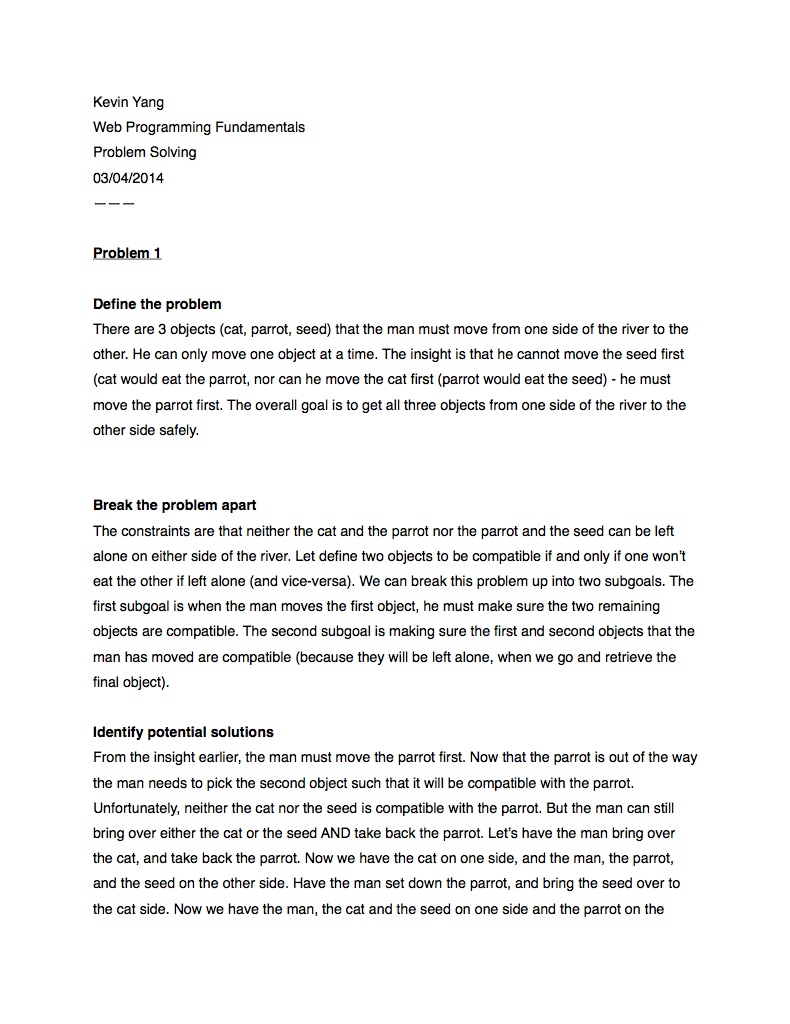 Kevin Yang
Web Programming Fundamentals
Problem Solving
03/04/2014
———
Problem 1
Define the problem
There are 3 objects (cat, parrot, seed) that the man must move from one side of the river to the
other. He can only move one object at a time. The insight is that he cannot move the seed first
(cat would eat the parrot, nor can he move the cat first (parrot would eat the seed) - he must
move the parrot first. The overall goal is to get all three objects from one side of the river to the
other side safely.
Break the problem apart
The constraints are that neither the cat and the parrot nor the parrot and the seed can be left
alone on either side of the river. Let define two objects to be compatible if and only if one won’t
eat the other if left alone (and vice-versa). We can break this problem up into two subgoals. The
first subgoal is when the man moves the first object, he must make sure the two remaining
objects are compatible. The second subgoal is making sure the first and second objects that the
man has moved are compatible (because they will be left alone, when we go and retrieve the
final object).
Identify potential solutions
From the insight earlier, the man must move the parrot first. Now that the parrot is out of the way
the man needs to pick the second object such that it will be compatible with the parrot.
Unfortunately, neither the cat nor the seed is compatible with the parrot. But the man can still
bring over either the cat or the seed AND take back the parrot. Let’s have the man bring over
the cat, and take back the parrot. Now we have the cat on one side, and the man, the parrot,
and the seed on the other side. Have the man set down the parrot, and bring the seed over to
the cat side. Now we have the man, the cat and the seed on one side and the parrot on the